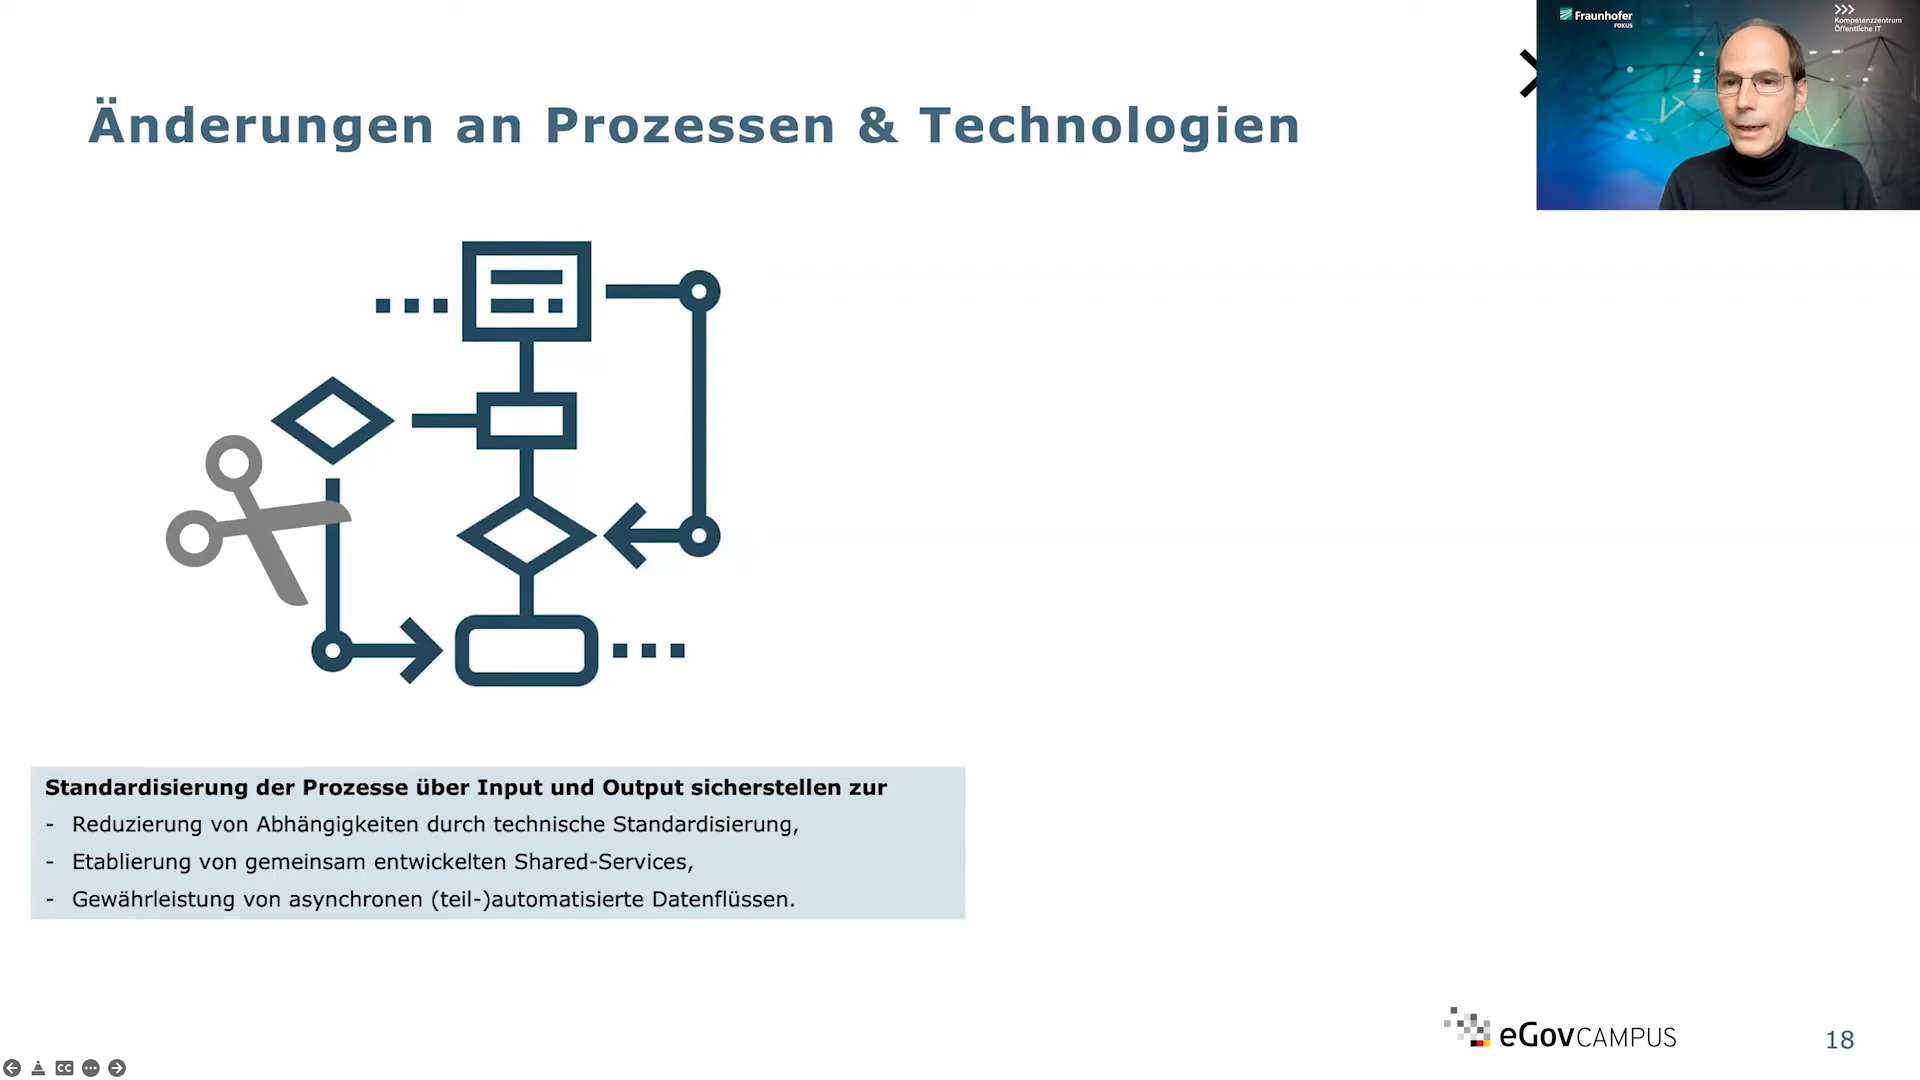 Fraunhofer
FOKUS
Kompetenzzentrum
Öffentliche IT
Änderungen an Prozessen & Technologien
Standardisierung der Prozesse über Input und Output sicherstellen zur
- Reduzierung von Abhängigkeiten durch technische Standardisierung,
- Etablierung von gemeinsam entwickelten Shared-Services,
- Gewährleistung von asynchronen (teil-)automatisierte Datenflüssen.
eGovCAMPUS
18
CC